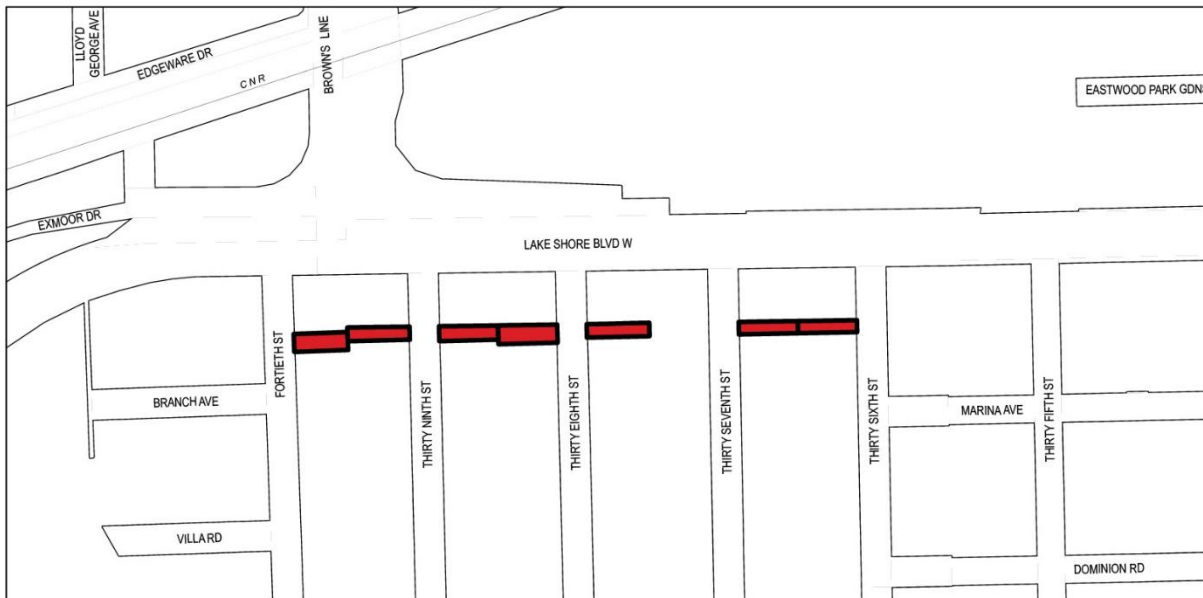 LLOYD
GEORGE AVE
EDGEWARE DR
C N R
BROWN'S LINE
EASTWOOD PARK GDNS
EXMOOR DR
LAKE SHORE BLVD W
FORTIETH ST
THIRTY NINTH ST
THIRTY EIGHTH ST
THIRTY SEVENTH ST
THIRTY SIXTH ST
THIRTY FIFTH ST
BRANCH AVE
MARINA AVE
VILLA RD
DOMINION RD